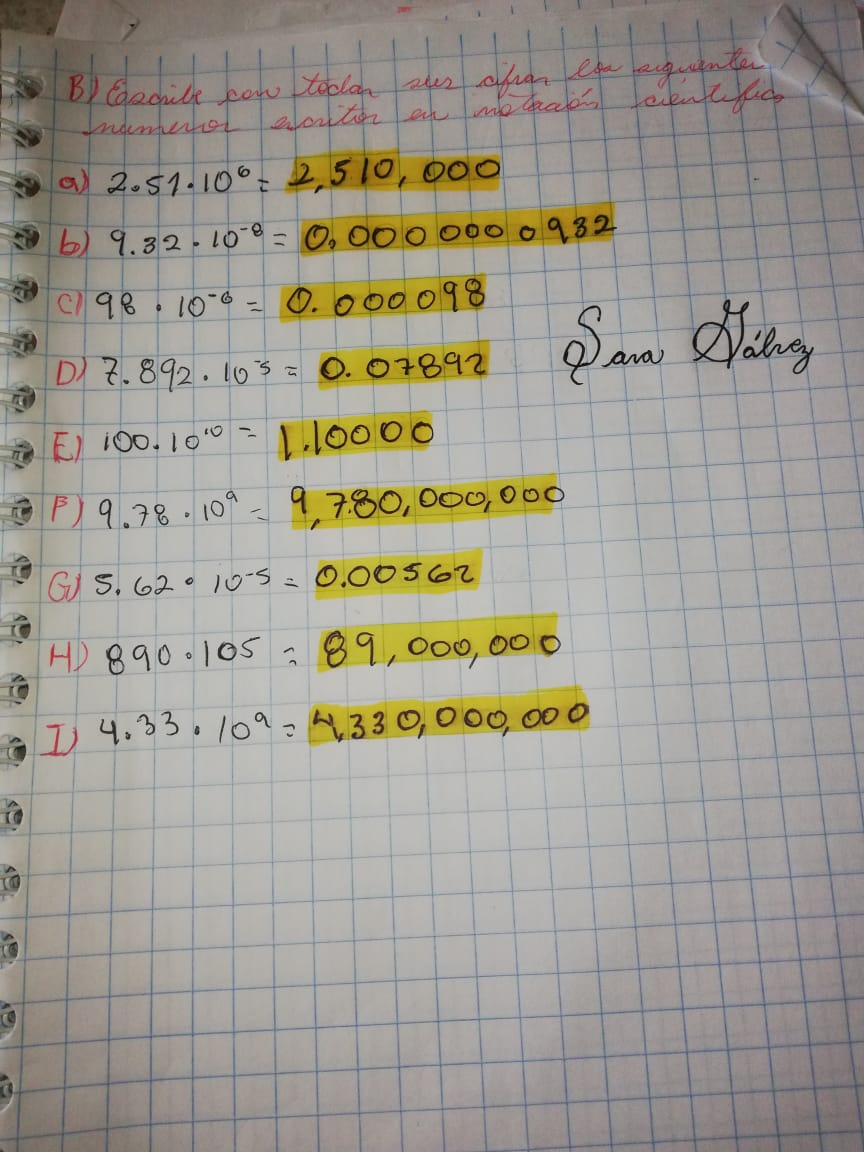 B) Escribe con todas sus cifras los siguientes
numeros escritos en notación científica
a) 2.51 · 10⁶ = 2,510,000
b) 9.32 · 10⁻⁸ = 0,0000000932
C) 98 · 10⁻⁶ = 0.000098
D) 7.892 · 10⁻⁵ = 0.07892
Sara Gálvez
E) 100 . 10¹⁰ = 1.10000
F) 9.78 · 10⁹ = 9,780,000,000
G) 5.62 · 10⁻⁵ = 0.00562
H) 890 · 105 = 89,000,000
I) 4.33 · 10⁹ = 4,330,000,000